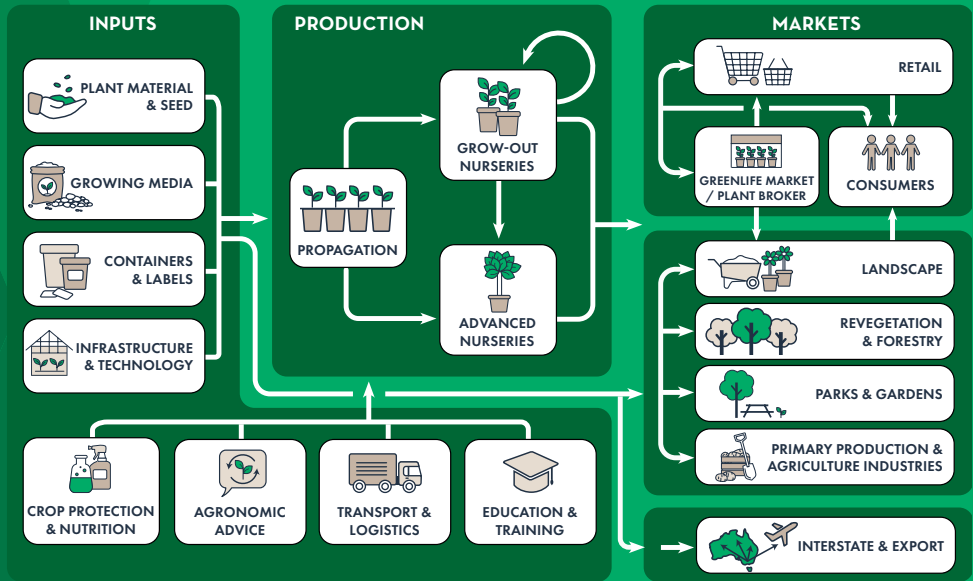 INPUTS
PLANT MATERIAL
& SEED
GROWING MEDIA
CONTAINERS
& LABELS
INFRASTRUCTURE
& TECHNOLOGY
CROP PROTECTION
& NUTRITION
AGRONOMIC
ADVICE
TRANSPORT &
LOGISTICS
EDUCATION &
TRAINING
PRODUCTION
PROPAGATION
GROW-OUT
NURSERIES
ADVANCED
NURSERIES
MARKETS
RETAIL
GREENLIFE MARKET
/ PLANT BROKER
CONSUMERS
LANDSCAPE
REVEGETATION
& FORESTRY
PARKS & GARDENS
PRIMARY PRODUCTION &
AGRICULTURE INDUSTRIES
INTERSTATE & EXPORT